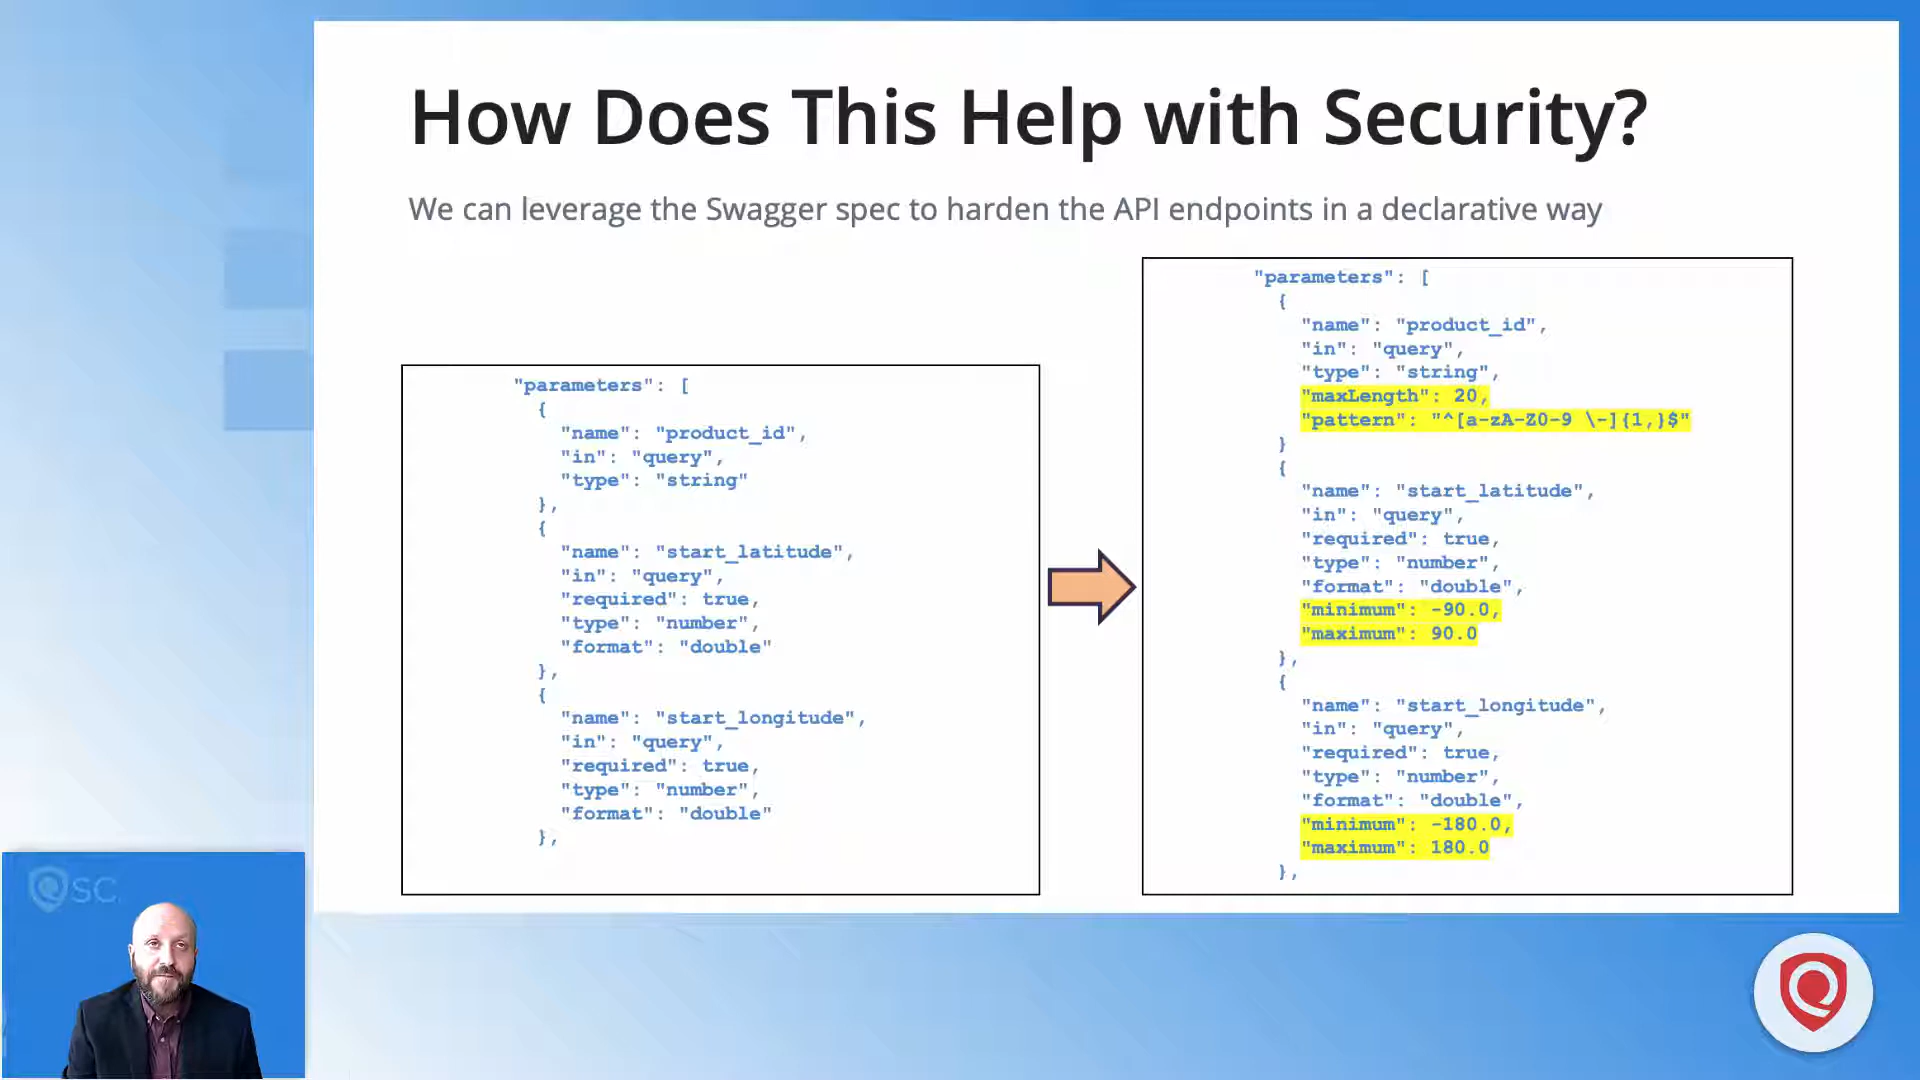 How Does This Help with Security?
We can leverage the Swagger spec to harden the API endpoints in a declarative way
"parameters": [
{
"name": "product_id",
"in": "query",
"type": "string"
},
{
"name": "start_latitude",
"in": "query",
"required": true,
"type": "number",
"format": "double"
},
{
"name": "start_longitude",
"in": "query",
"required": true,
"type": "number",
"format": "double"
},
"parameters": [
{
"name": "product_id",
"in": "query",
"type": "string",
"maxLength": 20,
"pattern": "^[a-zA-Z0-9 \-]{1,}$"
}
{
"name": "start_latitude",
"in": "query",
"required": true,
"type": "number",
"format": "double",
"minimum": -90.0,
"maximum": 90.0
},
{
"name": "start_longitude",
"in": "query",
"required": true,
"type": "number",
"format": "double",
"minimum": -180.0,
"maximum": 180.0
},
QSC